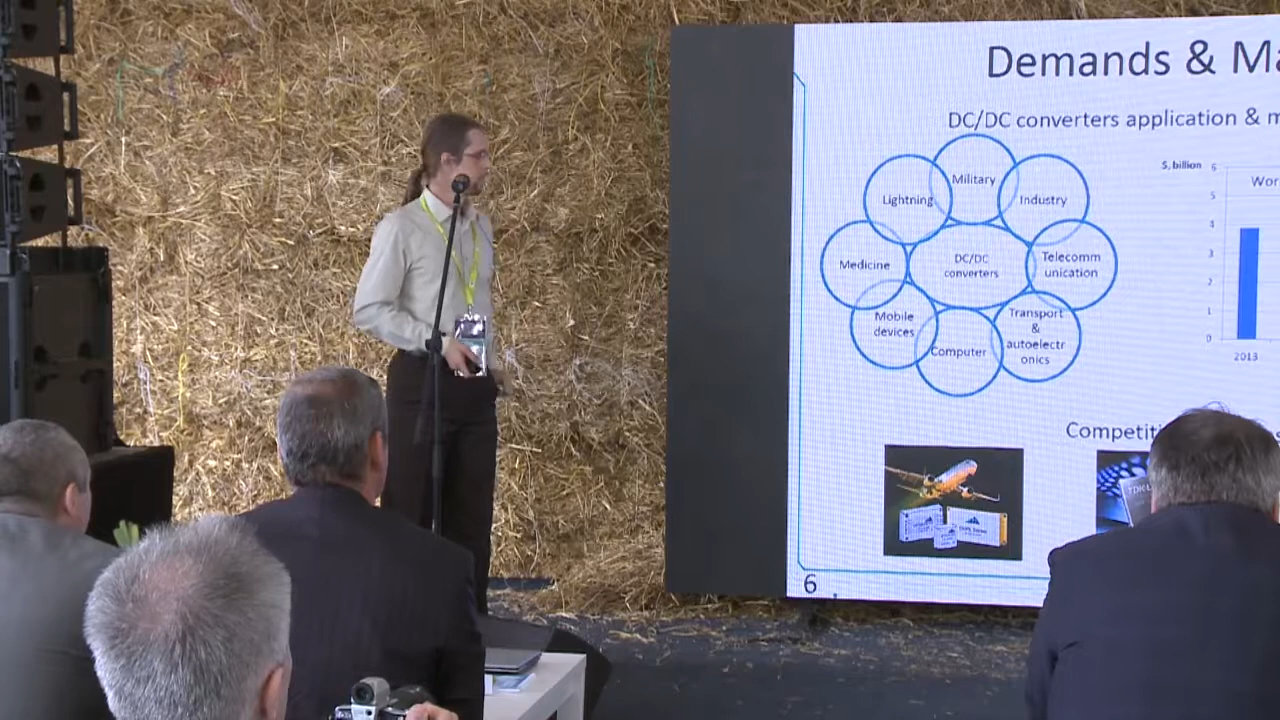 Demands & Ma
DC/DC converters application & m
Military
Lightning
Industry
Medicine
DC/DC
converters
Telecomm
unication
Mobile
devices
Transport
&
autoelectr
onics
Computer
$, billion
6
Wor
5
4
3
2
1
0
2013
Competiti
TDK
6